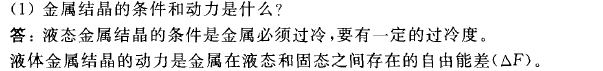 (1) 金属结晶的条件和动力是什么?
答: 液态金属结晶的条件是金属必须过冷,要有一定的过冷度。
液体金属结晶的动力是金属在液态和固态之间存在的自由能差(ΔF)。